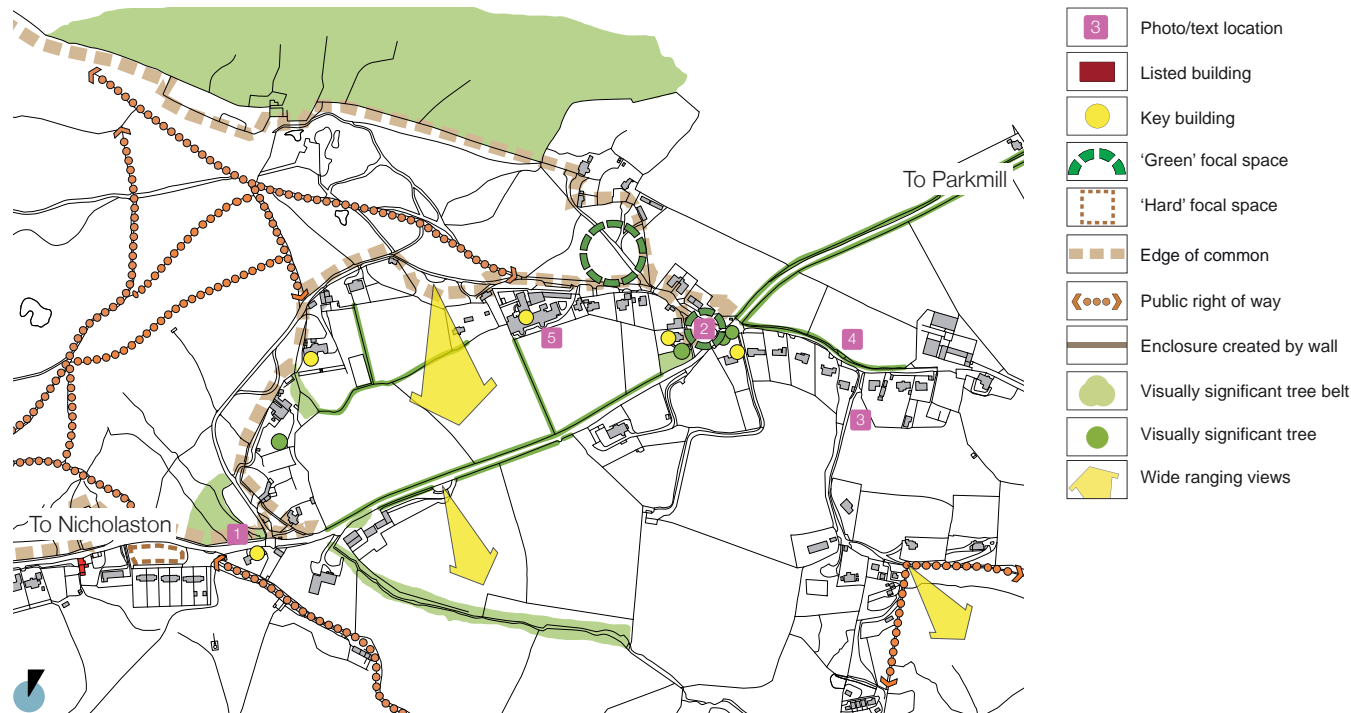 To Parkmill
To Nicholaston
1
2
3
4
5
3 Photo/text location
Listed building
Key building
‘Green’ focal space
‘Hard’ focal space
Edge of common
Public right of way
Enclosure created by wall
Visually significant tree belt
Visually significant tree
Wide ranging views